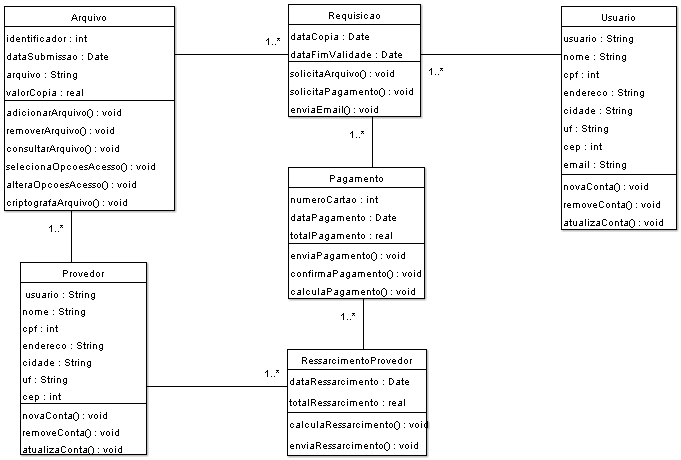 Arquivo
identificador : int
dataSubmissao : Date
arquivo : String
valorCopia : real
adicionarArquivo() : void
removerArquivo() : void
consultarArquivo() : void
selecionaOpcoesAcesso() : void
alteraOpcoesAcesso() : void
criptografaArquivo() : void
1..*
Requisicao
dataCopia : Date
dataFimValidade : Date
solicitaArquivo() : void
solicitaPagamento() : void
enviaEmail() : void
1..*
Usuario
usuario : String
nome : String
cpf : int
endereco : String
cidade : String
uf : String
cep : int
email : String
novaConta() : void
removeConta() : void
atualizaConta() : void
1..*
Pagamento
numeroCartao : int
dataPagamento : Date
totalPagamento : real
enviaPagamento() : void
confirmaPagamento() : void
calculaPagamento() : void
1..*
Provedor
usuario : String
nome : String
cpf : int
endereco : String
cidade : String
uf : String
cep : int
novaConta() : void
removeConta() : void
atualizaConta() : void
1..*
1..*
RessarcimentoProvedor
dataRessarcimento : Date
totalRessarcimento : real
calculaRessarcimento() : void
enviaRessarcimento() : void